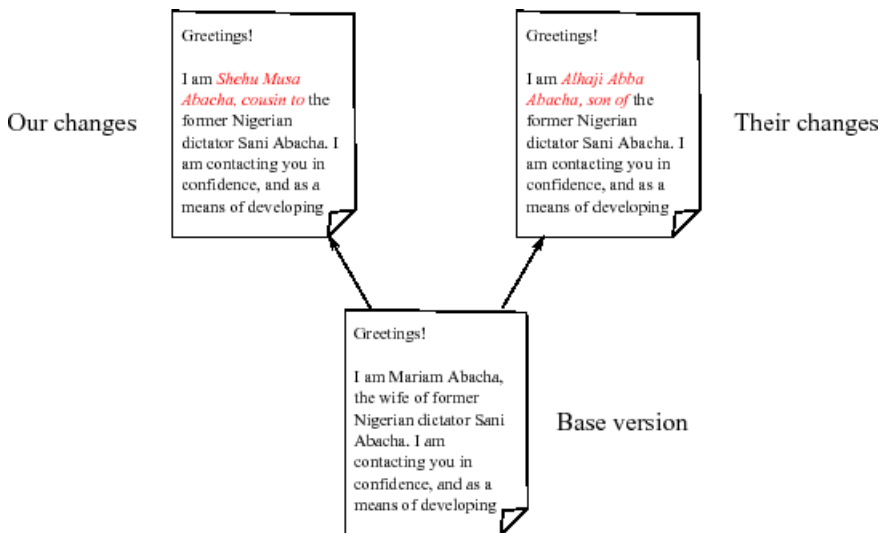 Our changes
Greetings!
I am Shehu Musa
Abacha, cousin to the
former Nigerian
dictator Sani Abacha. I
am contacting you in
confidence, and as a
means of developing
Greetings!
I am Alhaji Abba
Abacha, son of the
former Nigerian
dictator Sani Abacha. I
am contacting you in
confidence, and as a
means of developing
Their changes
Greetings!
I am Mariam Abacha,
the wife of former
Nigerian dictator Sani
Abacha. I am
contacting you in
confidence, and as a
means of developing
Base version